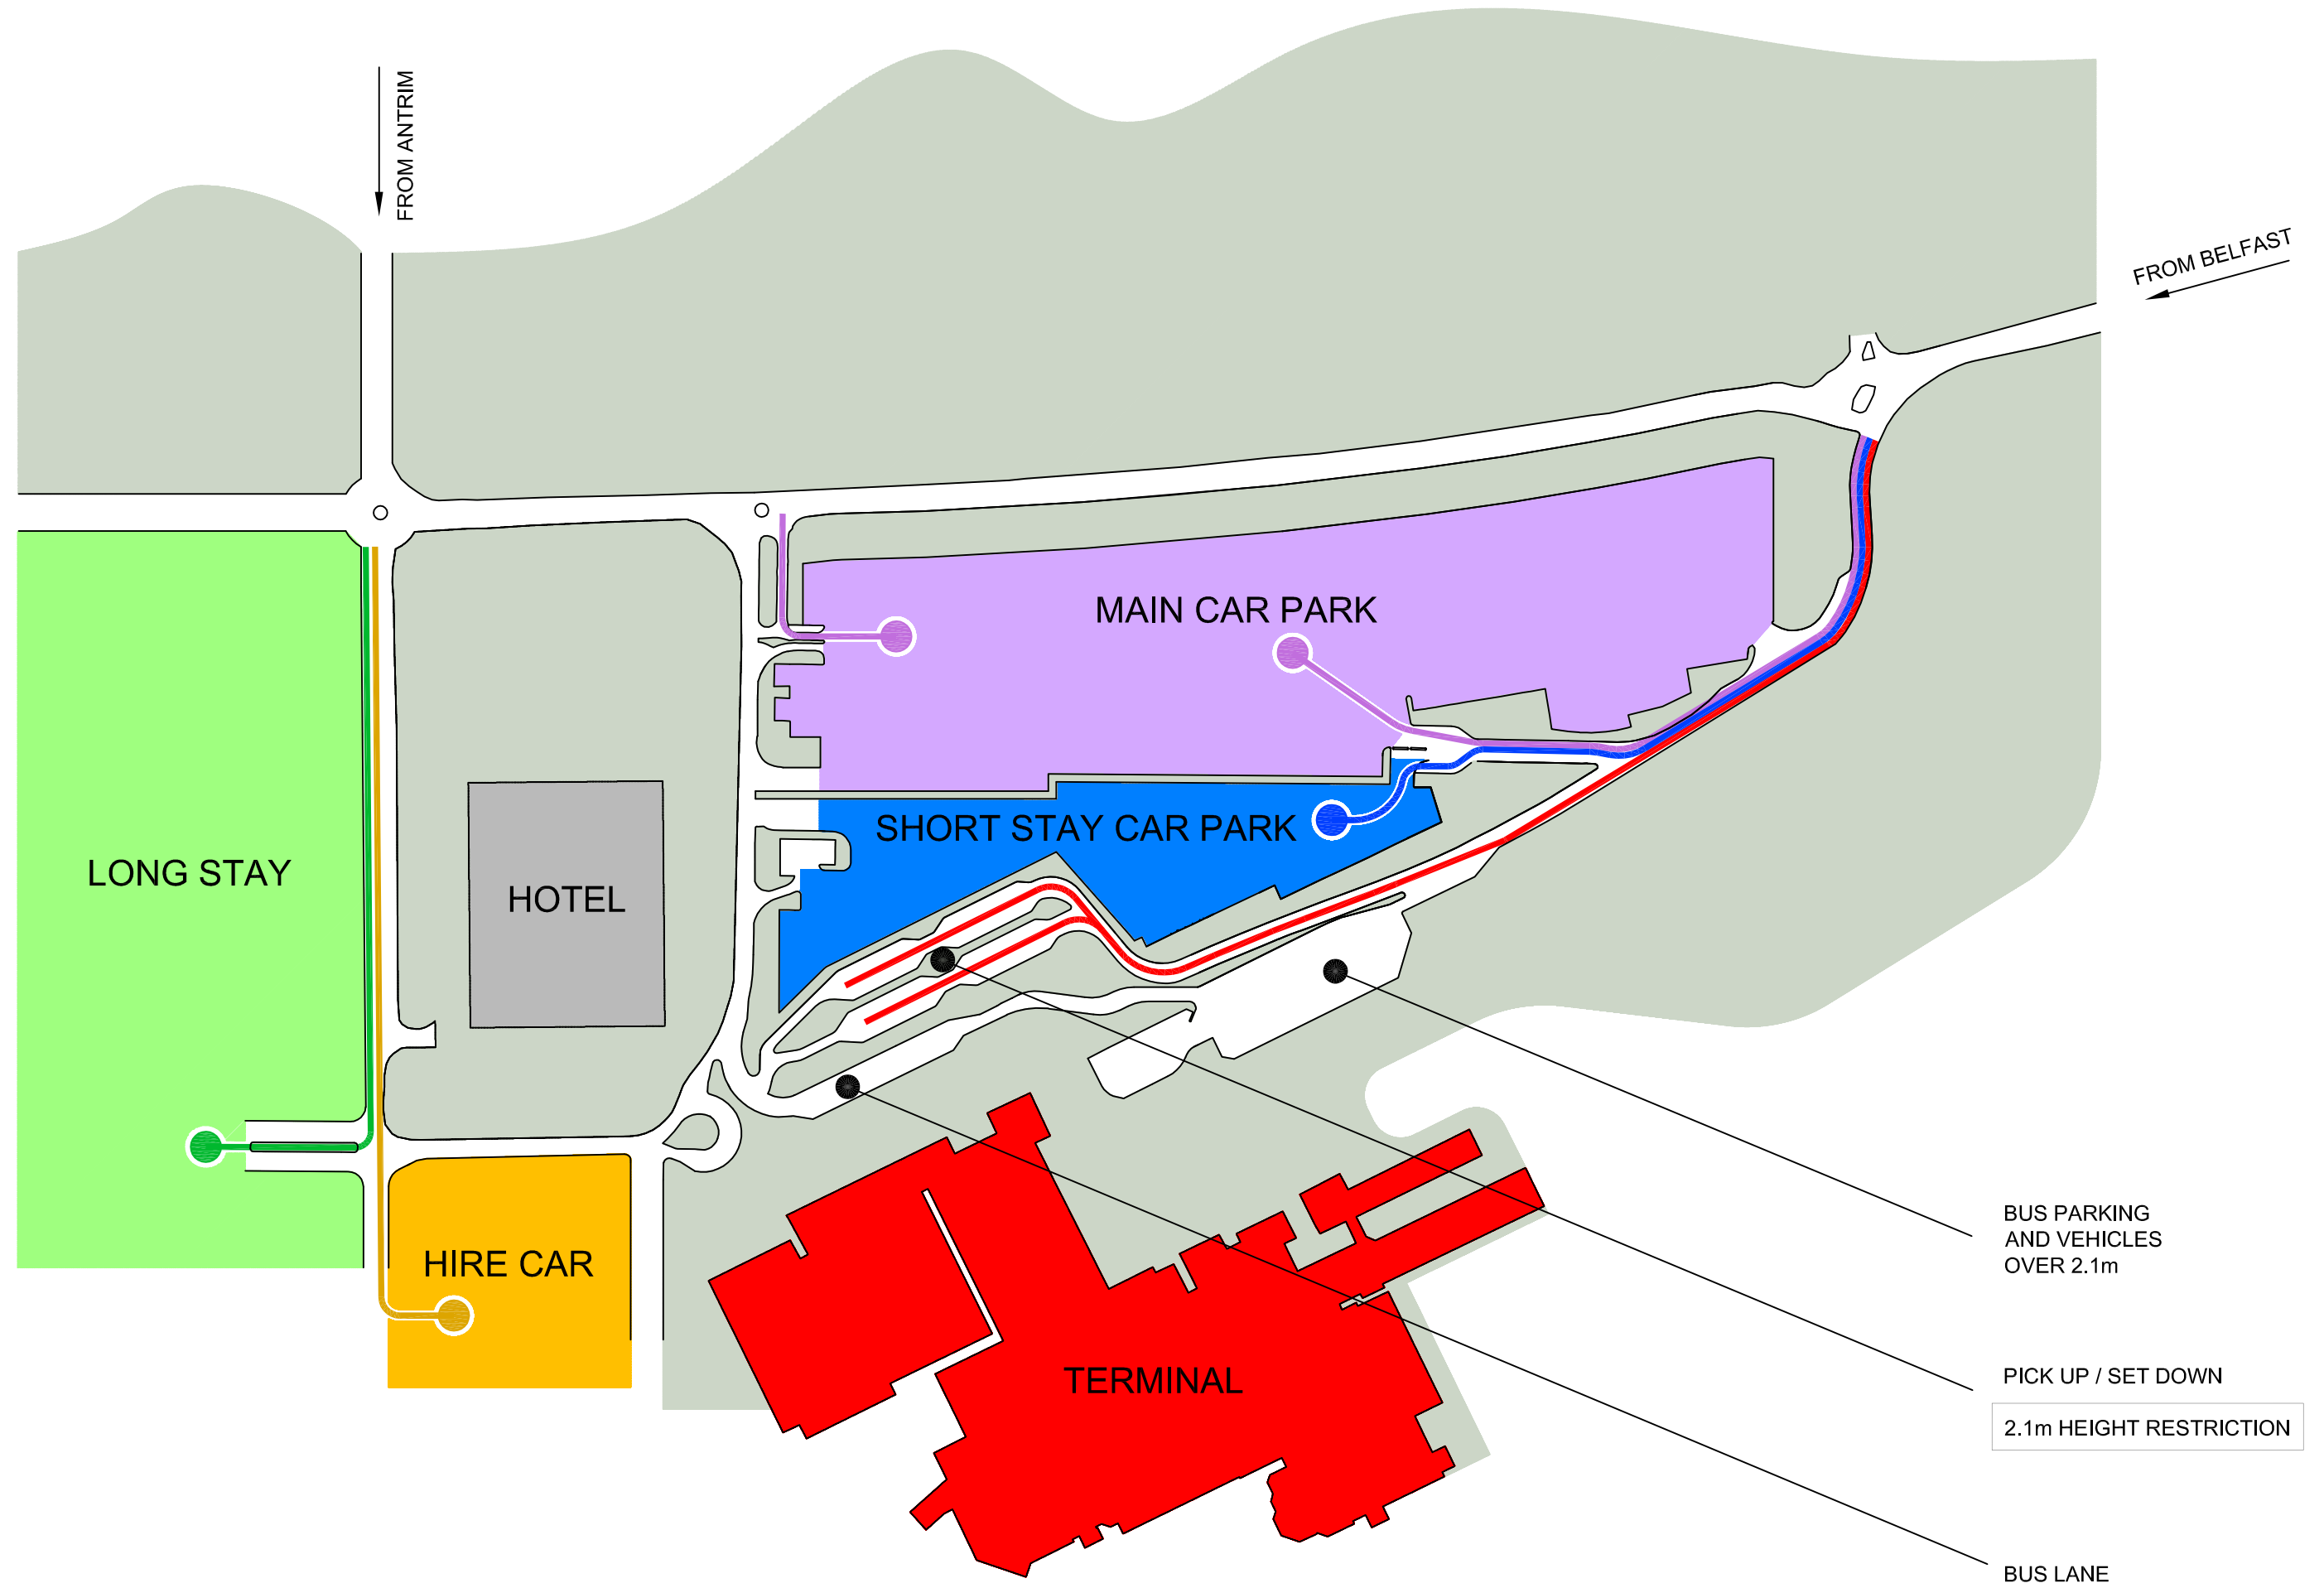 FROM ANTRIM
FROM BELFAST
MAIN CAR PARK
SHORT STAY CAR PARK
LONG STAY
HOTEL
HIRE CAR
TERMINAL
BUS PARKING
AND VEHICLES
OVER 2.1m
PICK UP / SET DOWN
2.1m HEIGHT RESTRICTION
BUS LANE